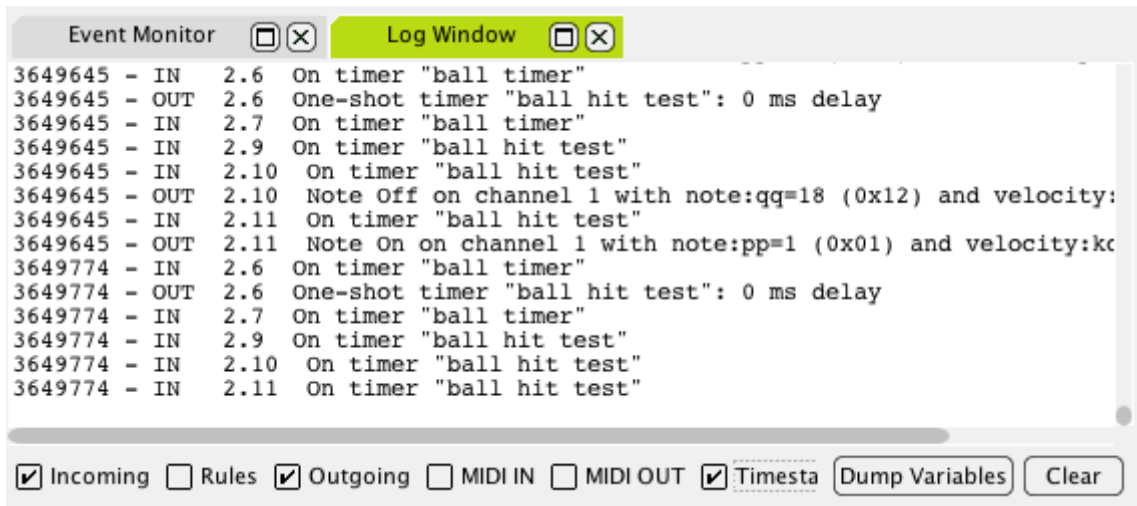 Event Monitor Log Window
3649645 - IN 2.6 On timer "ball timer"
3649645 - OUT 2.6 One-shot timer "ball hit test": 0 ms delay
3649645 - IN 2.7 On timer "ball timer"
3649645 - IN 2.9 On timer "ball hit test"
3649645 - IN 2.10 On timer "ball hit test"
3649645 - OUT 2.10 Note Off on channel 1 with note:qq=18 (0x12) and velocity:
3649645 - IN 2.11 On timer "ball hit test"
3649645 - OUT 2.11 Note On on channel 1 with note:pp=1 (0x01) and
3649774 - IN 2.6 On timer "ball timer"
3649774 - OUT 2.6 One-shot timer "ball hit test": 0 ms delay
3649774 - IN 2.7 On timer "ball timer"
3649774 - IN 2.9 On timer "ball hit test"
3649774 - IN 2.10 On timer "ball hit test"
3649774 - IN 2.11 On timer "ball hit test"
Incoming Rules Outgoing MIDI IN MIDI OUT Timesta Dump Variables Clear